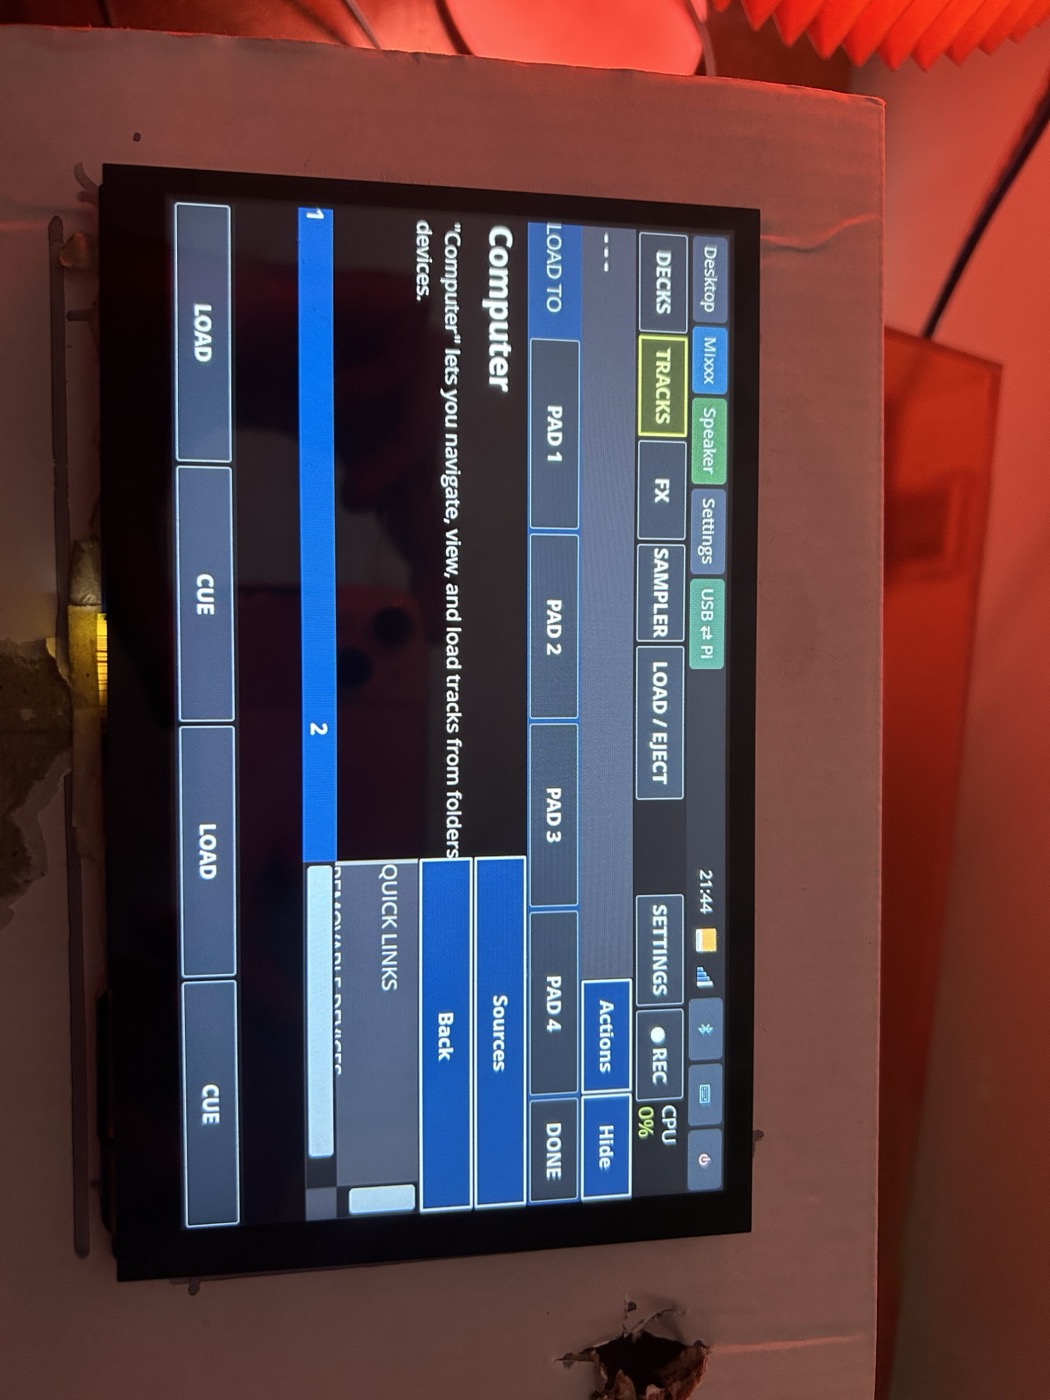 Desktop Mixxx Speaker Settings USB ⇄ Pi 21:44
DECKS TRACKS FX SAMPLER LOAD / EJECT SETTINGS REC CPU 0%
--- Actions Hide
LOAD TO PAD 1 PAD 2 PAD 3 PAD 4 DONE
Computer
"Computer" lets you navigate, view, and load tracks from folders
devices.
Sources
Back
QUICK LINKS
REMOVABLE DEVICES
1 2
LOAD CUE LOAD CUE